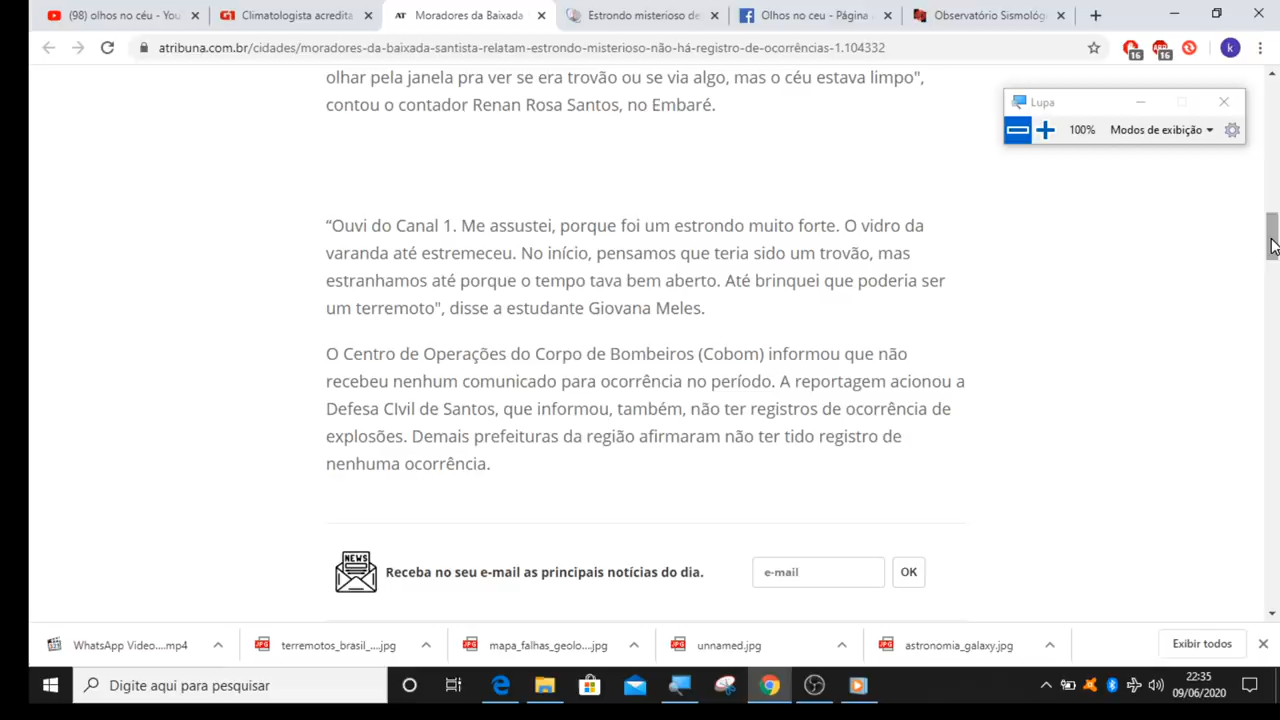 (98) olhos no céu - You
Climatologista acredita
AT Moradores da Baixada
Estrondo misterioso de
Olhos no ceu - Página
Observatório Sismológ
atribuna.com.br/cidades/moradores-da-baixada-santista-relatam-estrondo-misterioso-não-há-registro-de-ocorrências-1.104332
16
16
k
olhar pela janela pra ver se era trovão ou se via algo, mas o céu estava limpo",
contou o contador Renan Rosa Santos, no Embaré.
Lupa
100% Modos de exibição
“Ouvi do Canal 1. Me assustei, porque foi um estrondo muito forte. O vidro da
varanda até estremeceu. No início, pensamos que teria sido um trovão, mas
estranhamos até porque o tempo tava bem aberto. Até brinquei que poderia ser
um terremoto", disse a estudante Giovana Meles.
O Centro de Operações do Corpo de Bombeiros (Cobom) informou que não
recebeu nenhum comunicado para ocorrência no período. A reportagem acionou a
Defesa CIvil de Santos, que informou, também, não ter registros de ocorrência de
explosões. Demais prefeituras da região afirmaram não ter tido registro de
nenhuma ocorrência.
NEWS
Receba no seu e-mail as principais notícias do dia.
e-mail
OK
WhatsApp Video....mp4
terremotos_brasil_...jpg
mapa_falhas_geolo...jpg
unnamed.jpg
astronomia_galaxy.jpg
Exibir todos
Digite aqui para pesquisar
22:35
09/06/2020